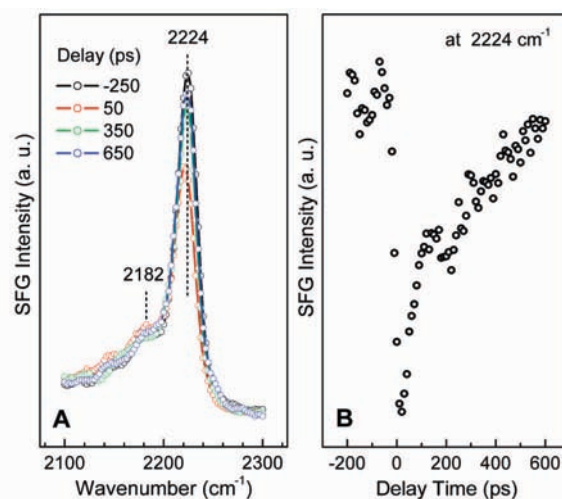 Delay (ps)
-250
50
350
650
2224
2182
A
SFG Intensity (a. u.)
2100 2200 2300
Wavenumber (cm⁻¹)
at 2224 cm⁻¹
B
SFG Intensity (a. u.)
-200 0 200 400 600
Delay Time (ps)